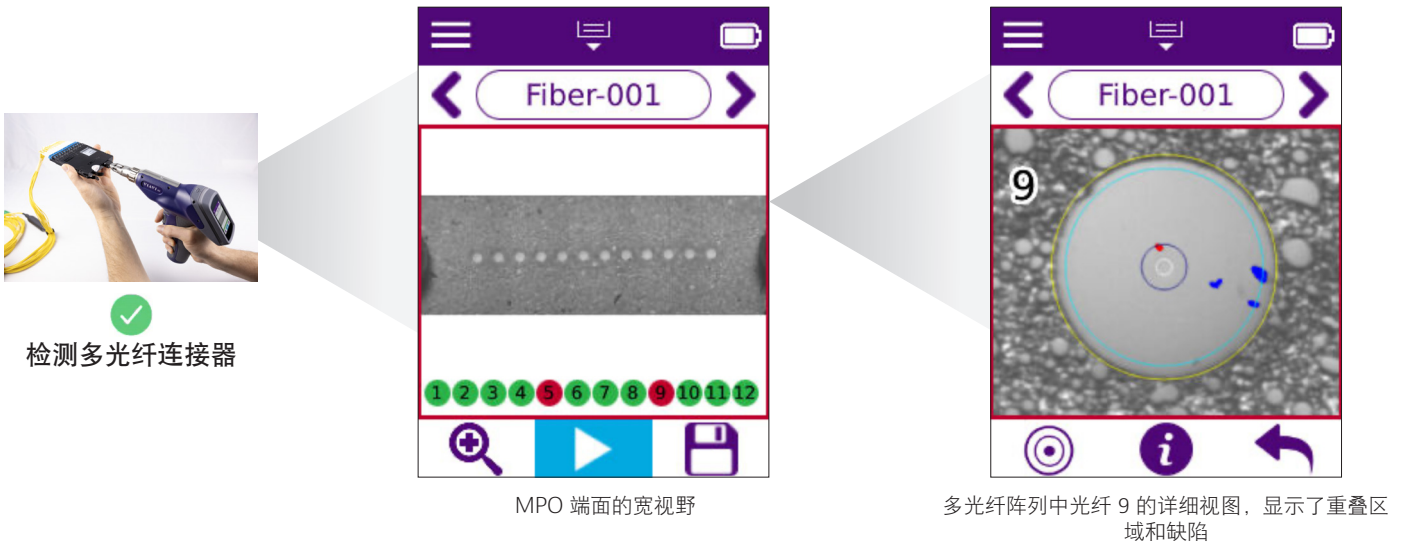 检测多光纤连接器
Fiber-001
1 2 3 4 5 6 7 8 9 10 11 12
MPO 端面的宽视野
Fiber-001
9
i
多光纤阵列中光纤 9 的详细视图，显示了重叠区
域和缺陷